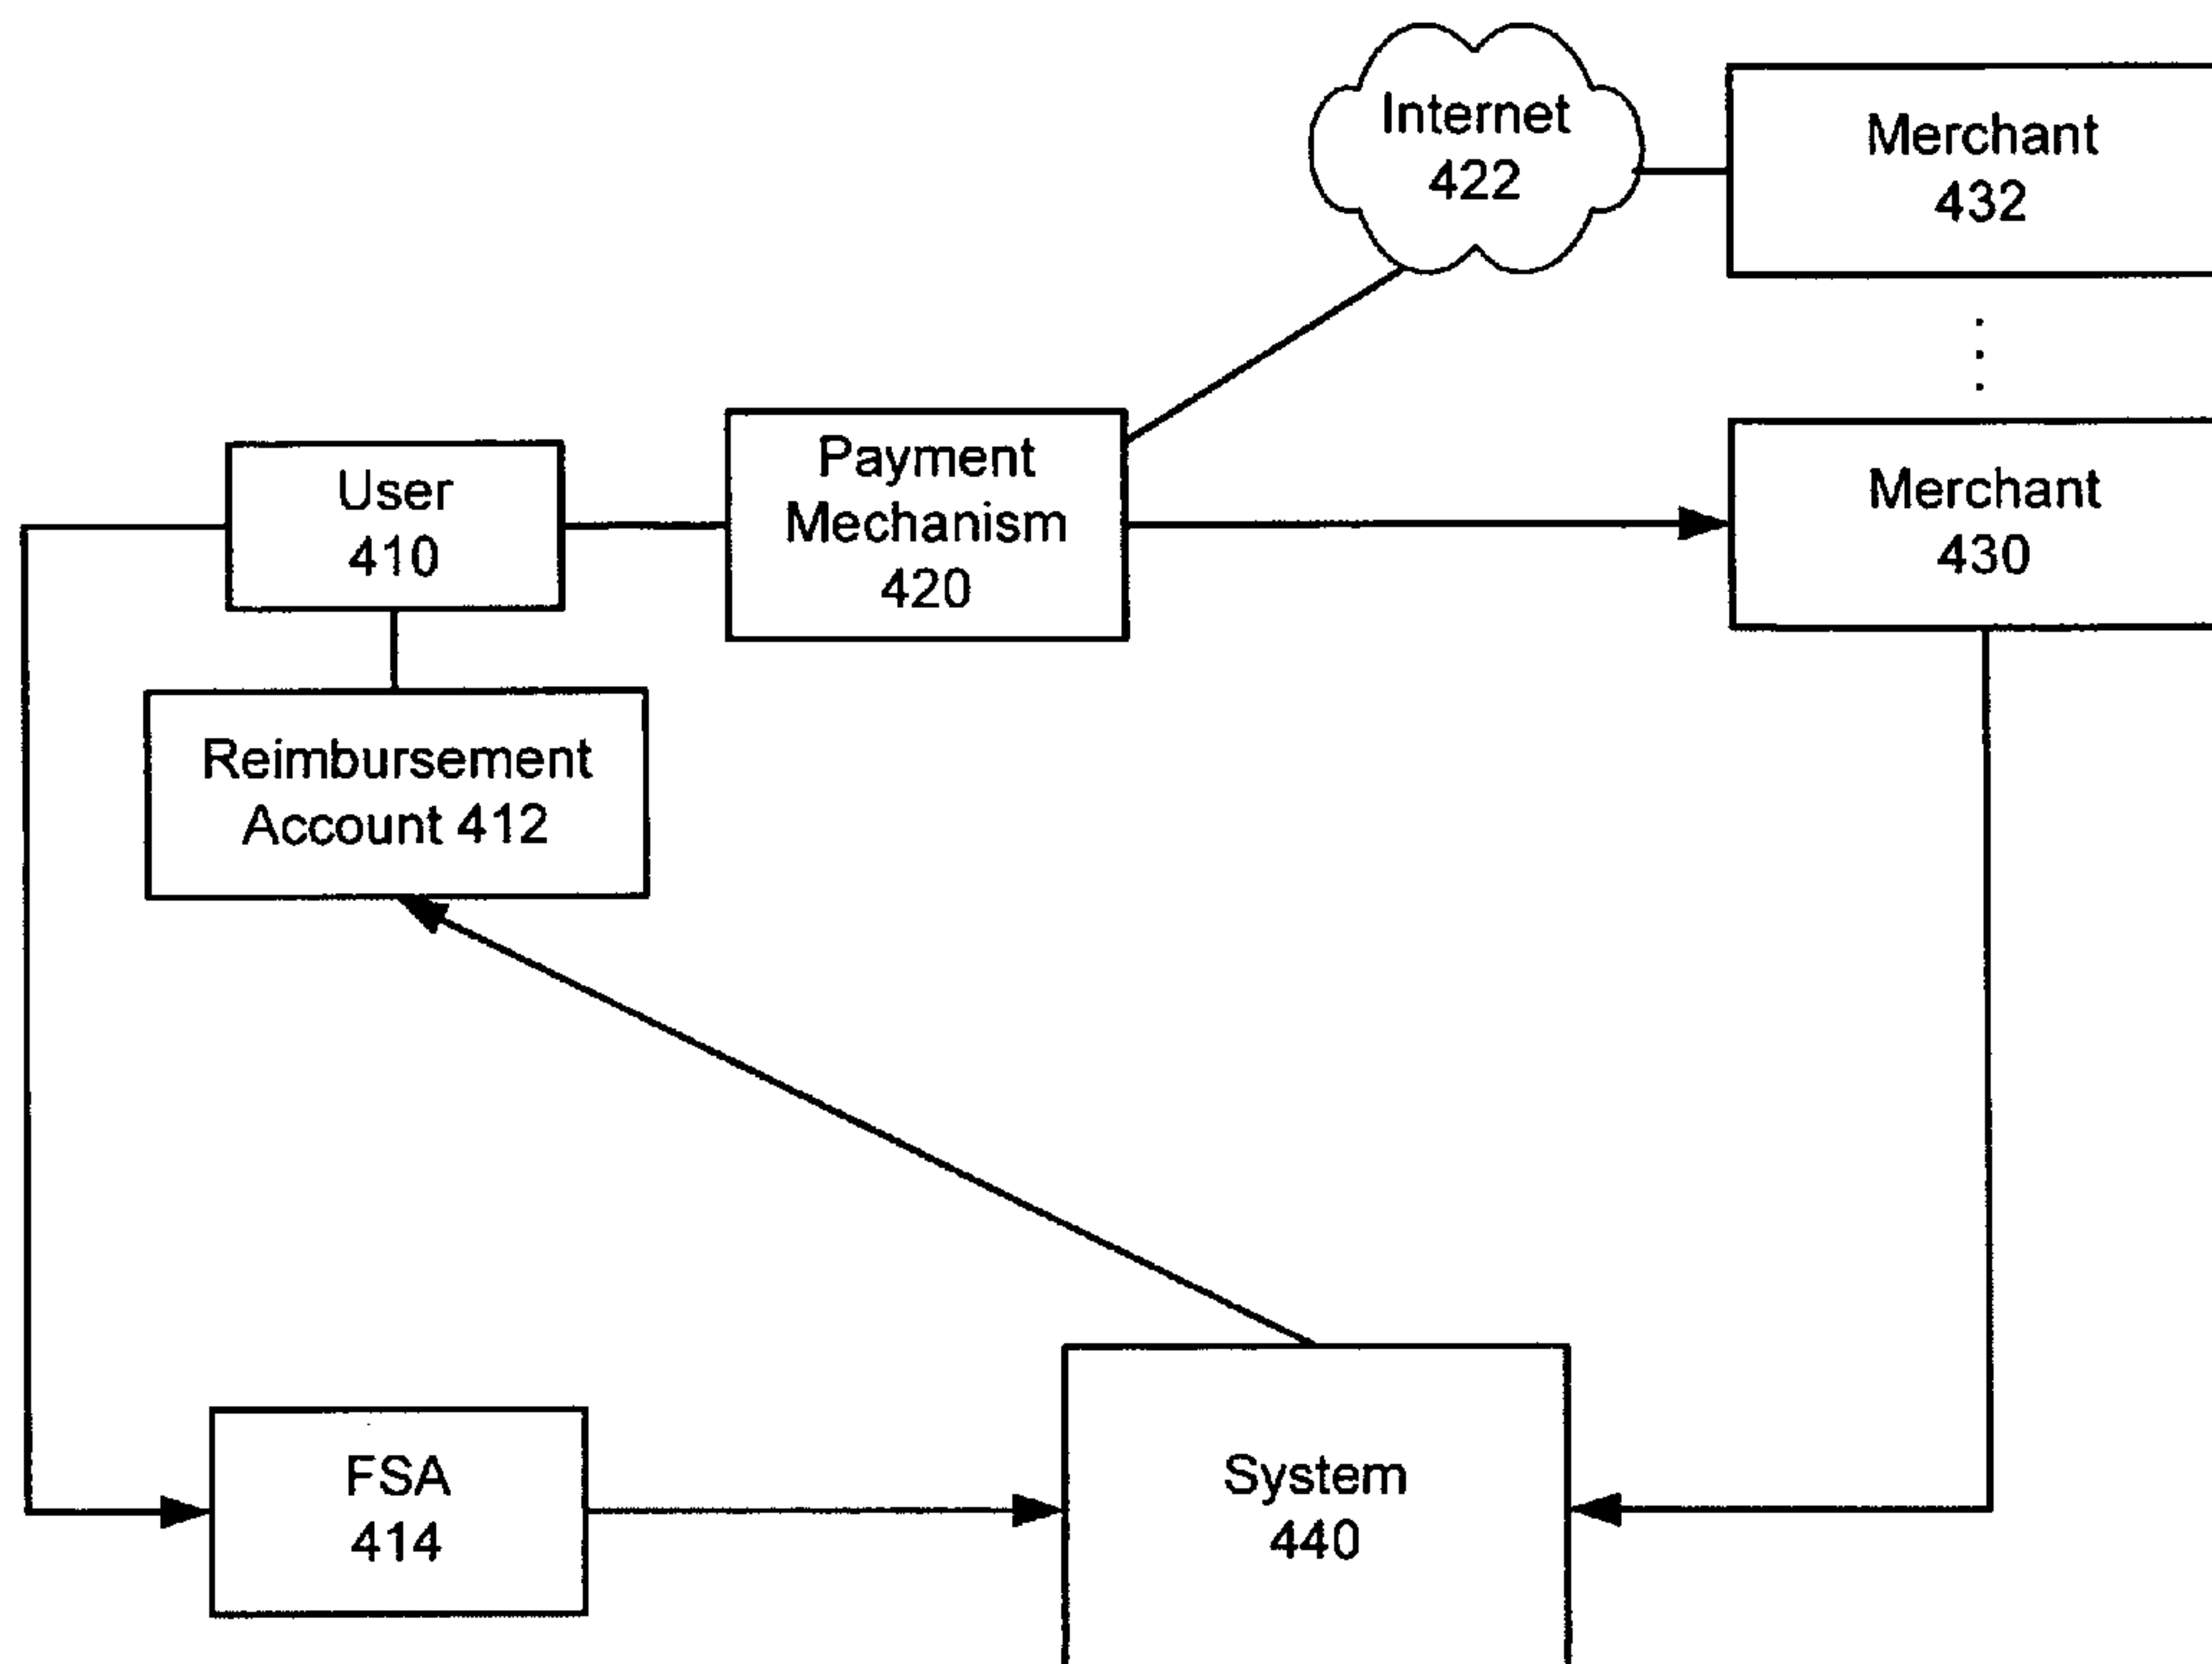 Internet
422
Merchant
432
User
410
Payment
Mechanism
420
Merchant
430
Reimbursement
Account 412
FSA
414
System
440